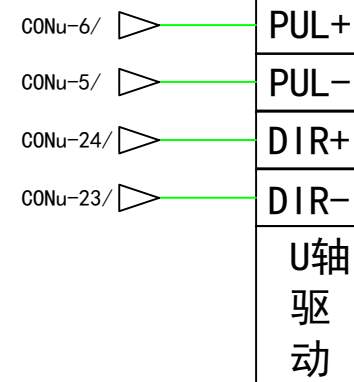 CONu-6/ PUL+
CONu-5/ PUL-
CONu-24/ DIR+
CONu-23/ DIR-
U轴
驱
动